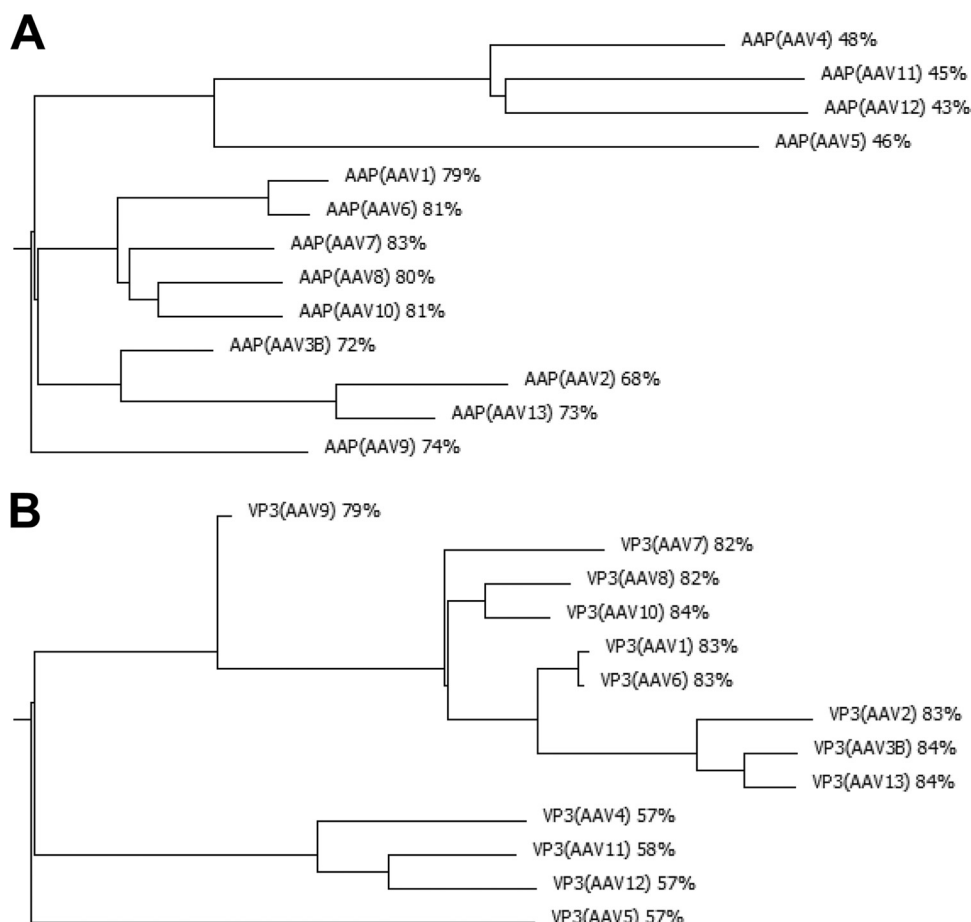 A
AAP(AAV4) 48%
AAP(AAV11) 45%
AAP(AAV12) 43%
AAP(AAV5) 46%
AAP(AAV1) 79%
AAP(AAV6) 81%
AAP(AAV7) 83%
AAP(AAV8) 80%
AAP(AAV10) 81%
AAP(AAV3B) 72%
AAP(AAV2) 68%
AAP(AAV13) 73%
AAP(AAV9) 74%
B
VP3(AAV9) 79%
VP3(AAV7) 82%
VP3(AAV8) 82%
VP3(AAV10) 84%
VP3(AAV1) 83%
VP3(AAV6) 83%
VP3(AAV2) 83%
VP3(AAV3B) 84%
VP3(AAV13) 84%
VP3(AAV4) 57%
VP3(AAV11) 58%
VP3(AAV12) 57%
VP3(AAV5) 57%